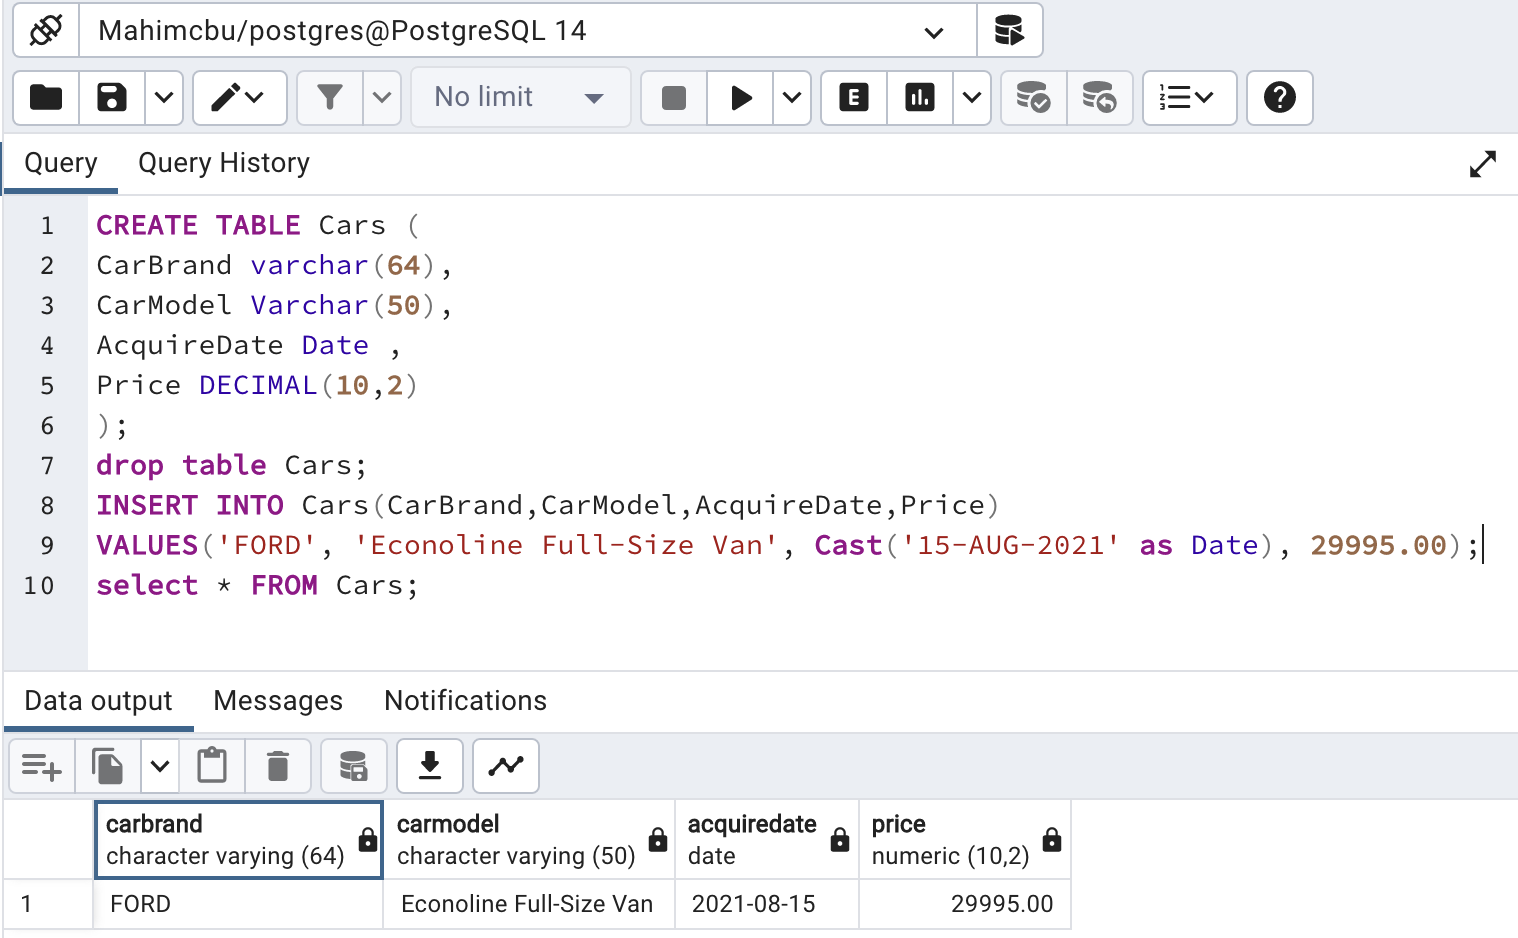 Mahimcbu/postgres@PostgreSQL 14
No limit
E
Query Query History
1 CREATE TABLE Cars (
2 CarBrand varchar(64),
3 CarModel Varchar(50),
4 AcquireDate Date ,
5 Price DECIMAL(10,2)
6 );
7 drop table Cars;
8 INSERT INTO Cars(CarBrand,CarModel,AcquireDate,Price)
9 VALUES('FORD', 'Econoline Full-Size Van', Cast('15-AUG-2021' as Date), 29995.00);
10 select * FROM Cars;
Data output Messages Notifications
carbrand carmodel acquiredate price
character varying (64) character varying (50) date numeric (10,2)
1 FORD Econoline Full-Size Van 2021-08-15 29995.00